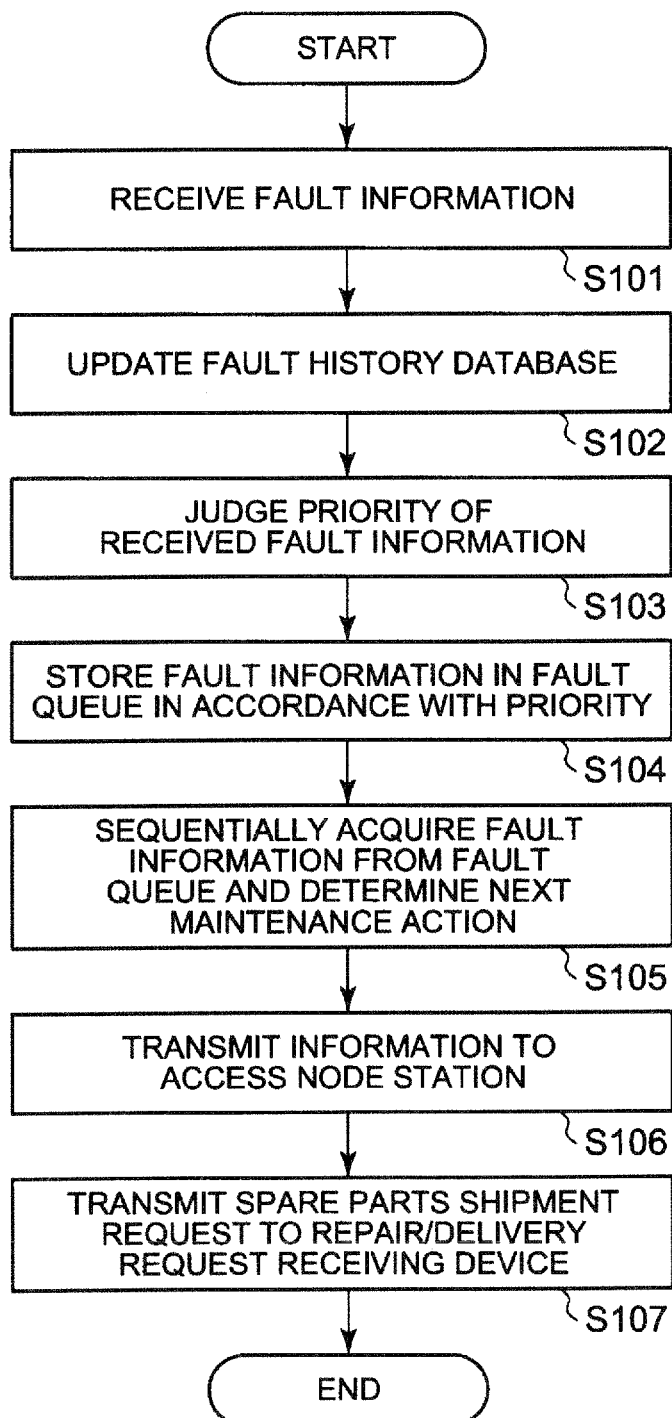 START
RECEIVE FAULT INFORMATION
S101
UPDATE FAULT HISTORY DATABASE
S102
JUDGE PRIORITY OF
RECEIVED FAULT INFORMATION
S103
STORE FAULT INFORMATION IN FAULT
QUEUE IN ACCORDANCE WITH PRIORITY
S104
SEQUENTIALLY ACQUIRE FAULT
INFORMATION FROM FAULT
QUEUE AND DETERMINE NEXT
MAINTENANCE ACTION
S105
TRANSMIT INFORMATION TO
ACCESS NODE STATION
S106
TRANSMIT SPARE PARTS SHIPMENT
REQUEST TO REPAIR/DELIVERY
REQUEST RECEIVING DEVICE
S107
END